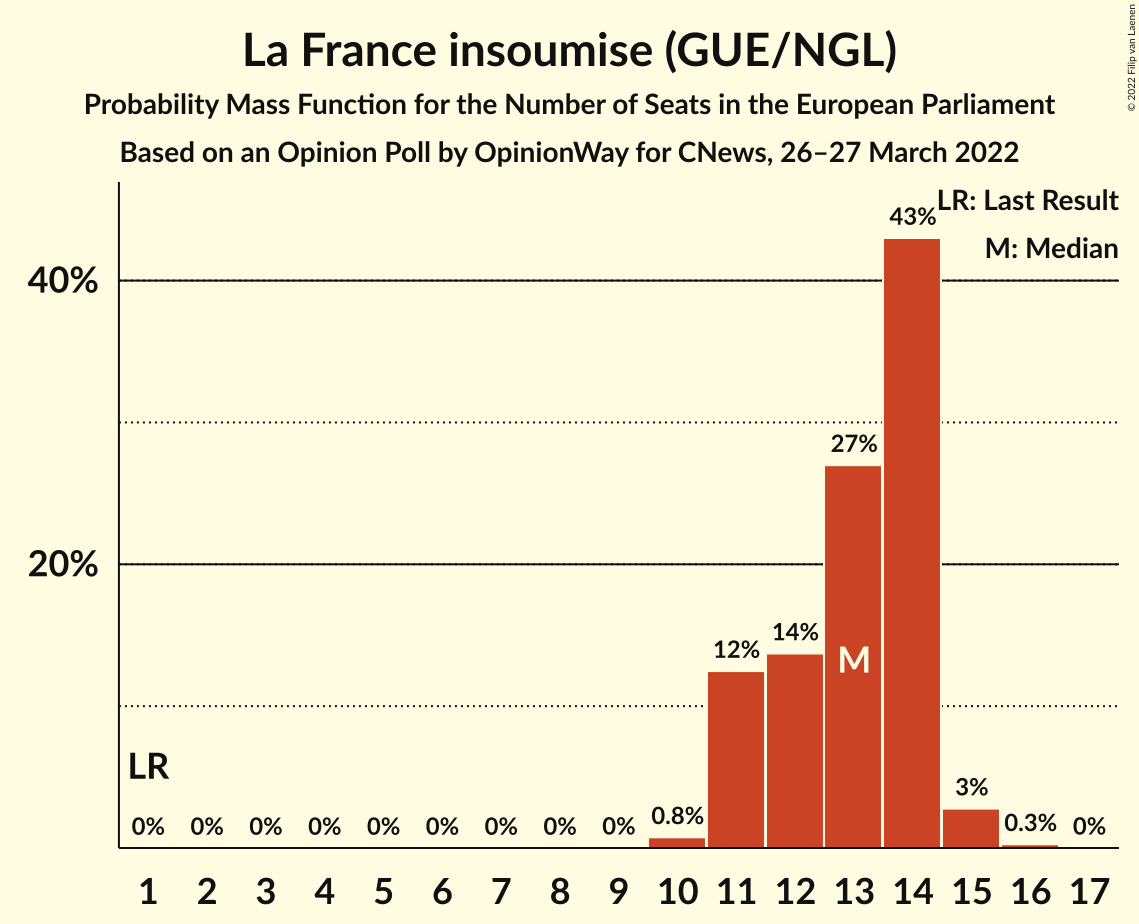 La France insoumise (GUE/NGL)
Probability Mass Function for the Number of Seats in the European Parliament
Based on an Opinion Poll by OpinionWay for CNews, 26–27 March 2022
© 2022 Filip van Laenen
LR: Last Result
M: Median
40%
20%
43%
27%
14%
12%
M
LR
3%
0% 0% 0% 0% 0% 0% 0% 0% 0% 0.8% 0.3% 0%
1 2 3 4 5 6 7 8 9 10 11 12 13 14 15 16 17